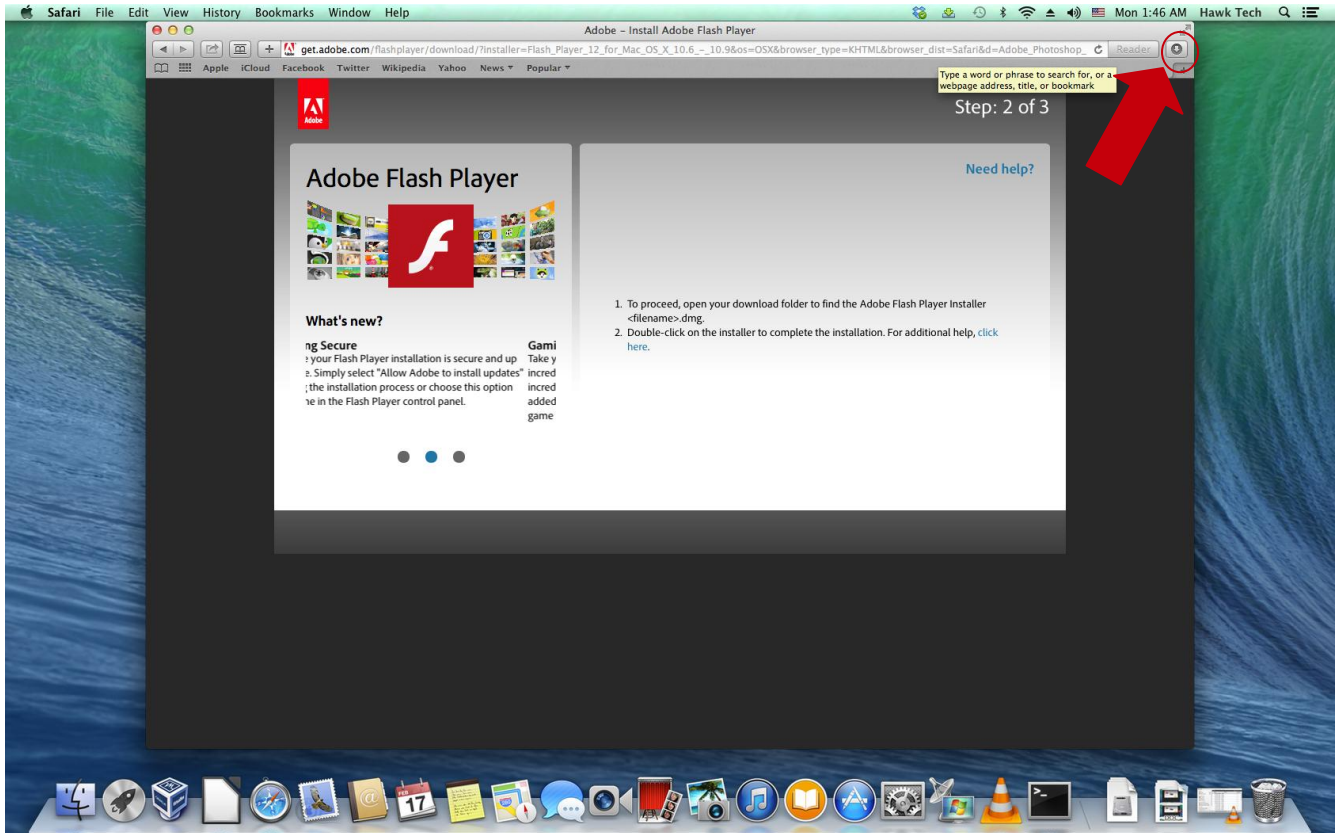 Safari File Edit View History Bookmarks Window Help Mon 1:46 AM Hawk Tech
Adobe – Install Adobe Flash Player
get.adobe.com/flashplayer/download/?installer=Flash_Player_12_for_Mac_OS_X_10.6_-_10.9&os=OSX&browser_type=KHTML&browser_dist=Safari&d=Adobe_Photoshop_ Reader
Apple iCloud Facebook Twitter Wikipedia Yahoo News Popular
Type a word or phrase to search for, or a
webpage address, title, or bookmark
Adobe
Step: 2 of 3
Adobe Flash Player
What's new?
ng Secure
your Flash Player installation is secure and up
e. Simply select "Allow Adobe to install updates"
the installation process or choose this option
ne in the Flash Player control panel.
Gami
Take y
incred
incred
added
game
Need help?
1. To proceed, open your download folder to find the Adobe Flash Player Installer
<filename>.dmg.
2. Double-click on the installer to complete the installation. For additional help, click
here.
FEB
17